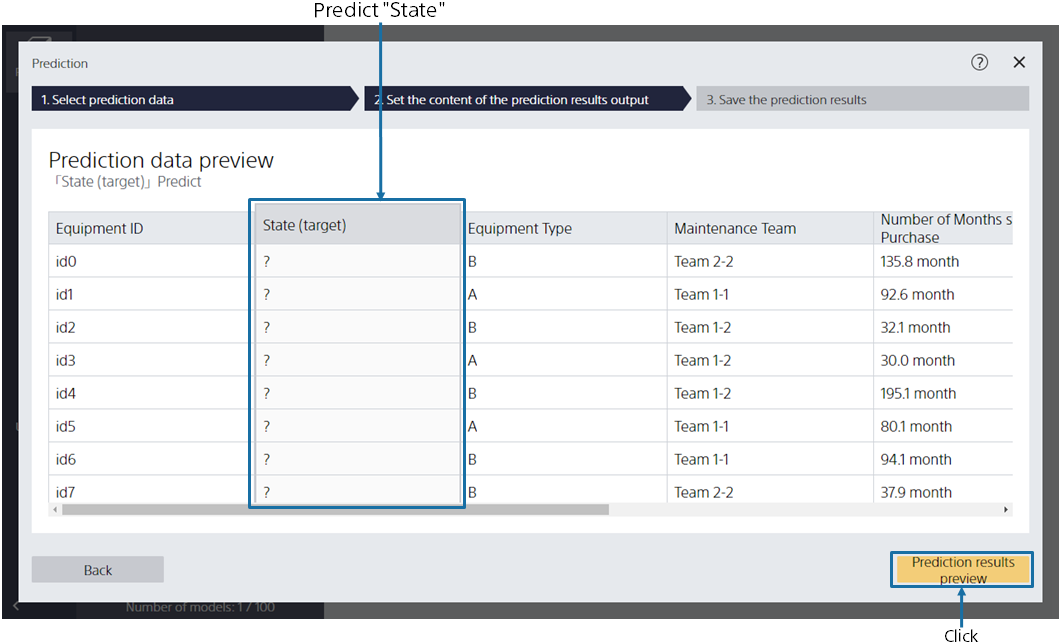 Predict "State"
Prediction
1. Select prediction data
2. Set the content of the prediction results output
3. Save the prediction results
Prediction data preview
「State (target)」 Predict
Equipment ID State (target) Equipment Type Maintenance Team Number of Months s
Purchase
id0 ? B Team 2-2 135.8 month
id1 ? A Team 1-1 92.6 month
id2 ? B Team 1-2 32.1 month
id3 ? A Team 1-2 30.0 month
id4 ? B Team 1-2 195.1 month
id5 ? A Team 1-1 80.1 month
id6 ? B Team 1-1 94.1 month
id7 ? B Team 2-2 37.9 month
Back
Prediction results
preview
Number of models: 1 / 100
Click